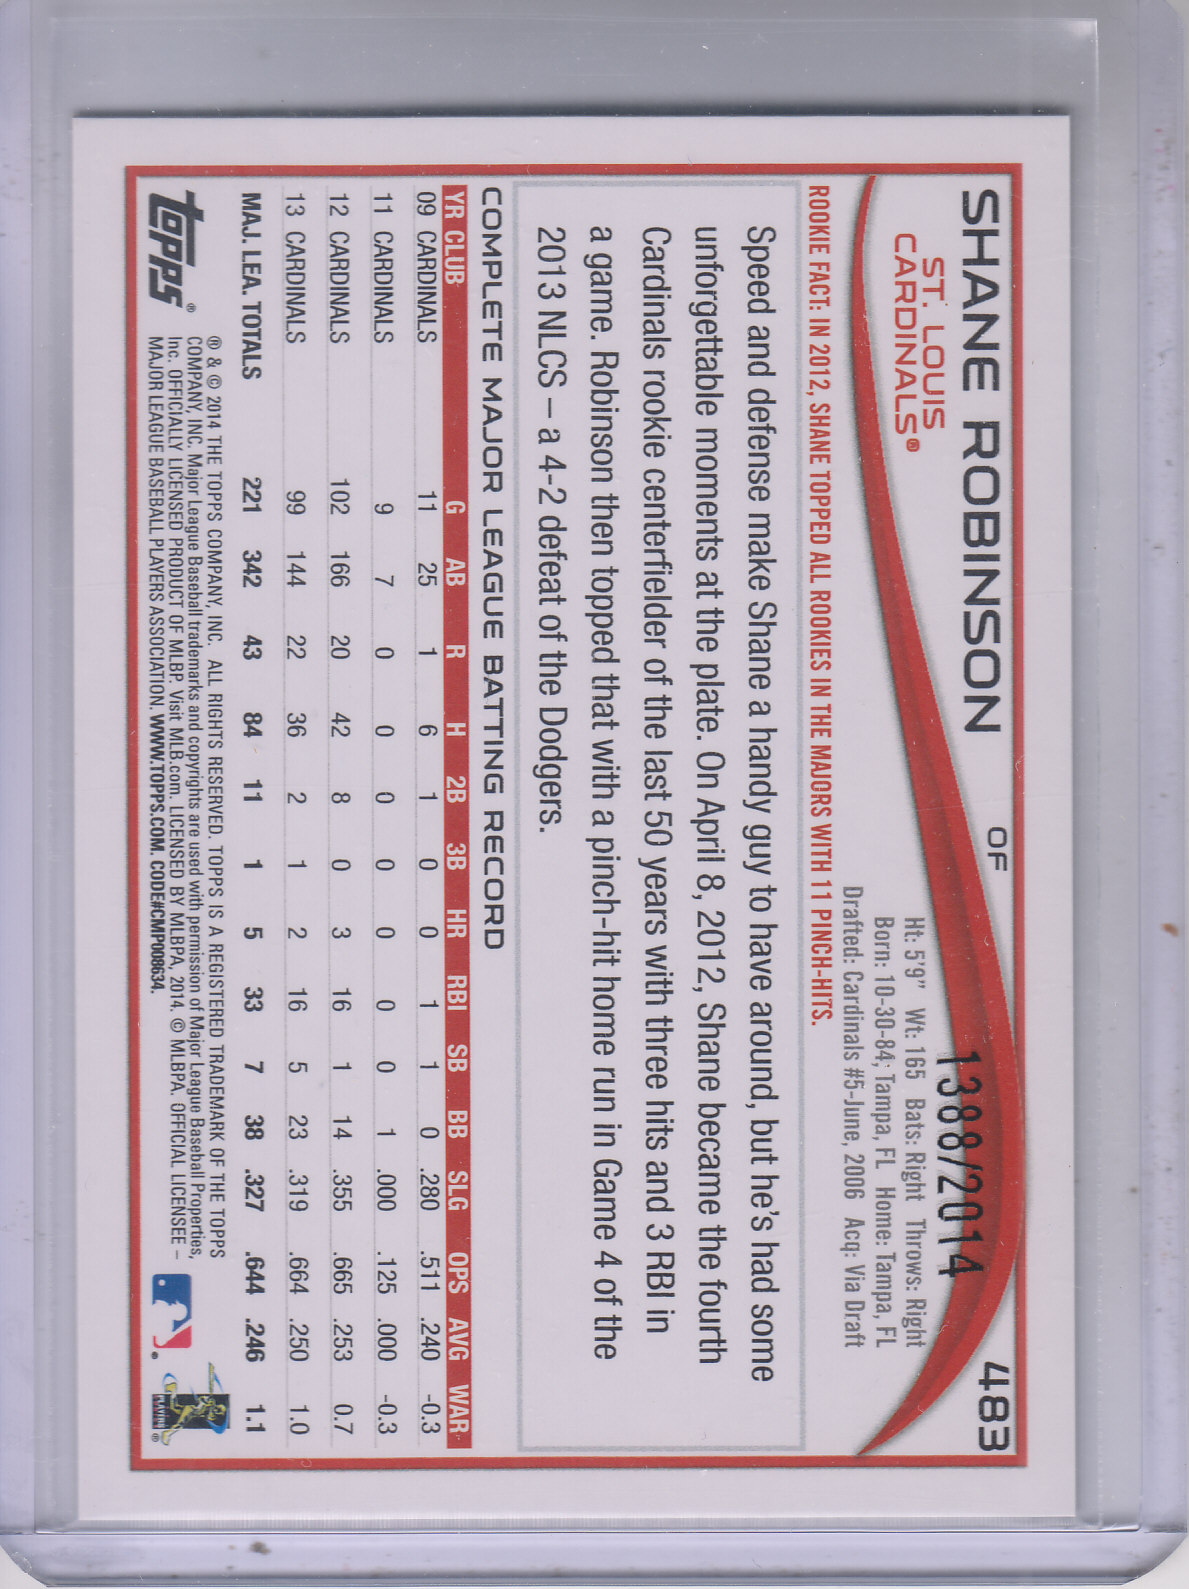 SHANE ROBINSON OF 483
ST. LOUIS
CARDINALS®
1388/2014
Ht: 5'9" Wt: 165 Bats: Right Throws: Right
Born: 10-30-84, Tampa, FL Home: Tampa, FL
Drafted: Cardinals #5-June, 2006 Acq: Via Draft
ROOKIE FACT: IN 2012, SHANE TOPPED ALL ROOKIES IN THE MAJORS WITH 11 PINCH-HITS.
Speed and defense make Shane a handy guy to have around, but he's had some
unforgettable moments at the plate. On April 8, 2012, Shane became the fourth
Cardinals rookie centerfielder of the last 50 years with three hits and 3 RBI in
a game. Robinson then topped that with a pinch-hit home run in Game 4 of the
2013 NLCS – a 4-2 defeat of the Dodgers.
COMPLETE MAJOR LEAGUE BATTING RECORD
YR CLUB G AB R H 2B 3B HR RBI SB BB SLG OPS AVG WAR
09 CARDINALS 11 25 1 6 1 0 0 1 1 0 .280 .511 .240 -0.3
11 CARDINALS 9 7 0 0 0 0 0 0 0 1 .000 .125 .000 -0.3
12 CARDINALS 102 166 20 42 8 0 3 16 1 14 .355 .665 .253 0.7
13 CARDINALS 99 144 22 36 2 1 2 16 5 23 .319 .664 .250 1.0
MAJ. LEA. TOTALS 221 342 43 84 11 1 5 33 7 38 .327 .644 .246 1.1
topps®
® & © 2014 THE TOPPS COMPANY, INC. ALL RIGHTS RESERVED. TOPPS IS A REGISTERED TRADEMARK OF THE TOPPS
COMPANY, INC. Major League Baseball trademarks and copyrights are used with permission of Major League Baseball Properties,
Inc. OFFICIALLY LICENSED PRODUCT OF MLBP. Visit MLB.com. LICENSED BY MLBPA, 2014. © MLBPA. OFFICIAL LICENSEE –
MAJOR LEAGUE BASEBALL PLAYERS ASSOCIATION. WWW.TOPPS.COM. CODE#CMP008634.